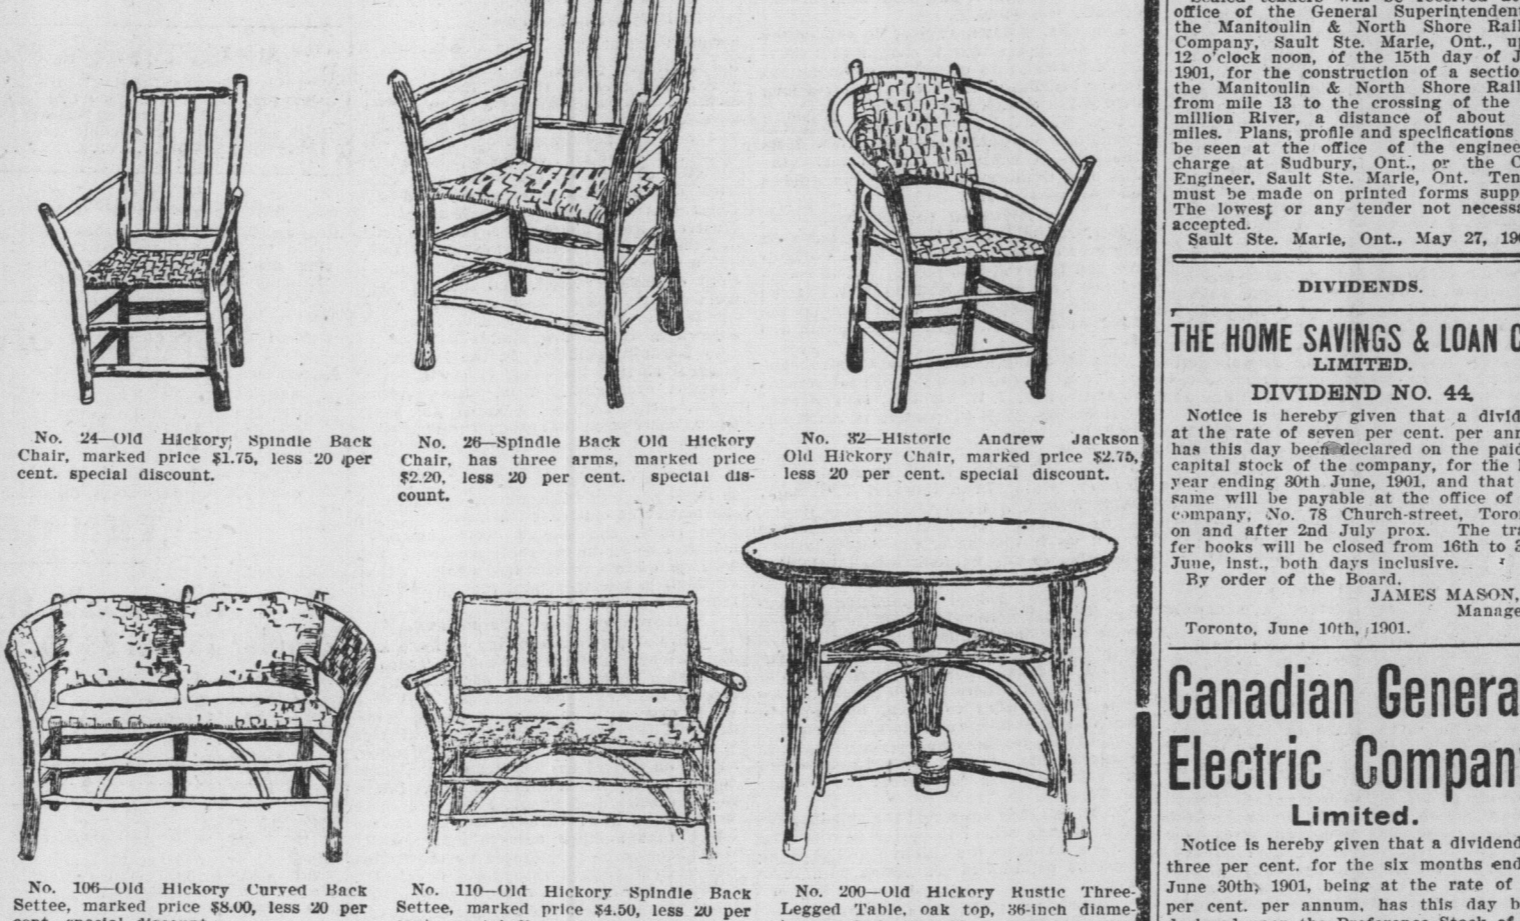 No. 24—Old Hickory Spindle Back
Chair, marked price $1.75, less 20 per
cent. special discount.
No. 26—Spindle Back Old Hickory
Chair, has three arms, marked price
$2.20, less 20 per cent. special dis-
count.
No. 32—Historic Andrew Jackson
Old Hickory Chair, marked price $2.75,
less 20 per cent. special discount.
No. 106—Old Hickory Curved Back
Settee, marked price $8.00, less 20 per
cent. special discount.
No. 110—Old Hickory Spindle Back
Settee, marked price $4.50, less 20 per
No. 200—Old Hickory Rustic Three-
Legged Table, oak top, 36-inch diame-
office of the General Superintenden
the Manitoulin & North Shore Rail
Company, Sault Ste. Marie, Ont., u
12 o'clock noon, of the 15th day of J
1901, for the construction of a sectio
the Manitoulin & North Shore Rail
from mile 13 to the crossing of the
million River, a distance of about
miles. Plans, profile and specifications
be seen at the office of the enginee
charge at Sudbury, Ont., or the C
Engineer, Sault Ste. Marie, Ont. Ten
must be made on printed forms supp
The lowest or any tender not necess
accepted.
Sault Ste. Marie, Ont., May 27, 19
DIVIDENDS.
THE HOME SAVINGS & LOAN C
LIMITED.
DIVIDEND NO. 44.
Notice is hereby given that a divid
at the rate of seven per cent. per ann
has this day been declared on the paid
capital stock of the company, for the
year ending 30th June, 1901, and that
same will be payable at the office of
company, No. 78 Church-street, Toro
on and after 2nd July prox. The tra
fer books will be closed from 16th to 3
June, inst., both days inclusive.
By order of the Board.
JAMES MASON,
Manage
Toronto, June 10th, 1901.
Canadian Genera
Electric Compan
Limited.
Notice is hereby given that a dividend
three per cent. for the six months end
June 30th, 1901, being at the rate of
per cent. per annum, has this day b